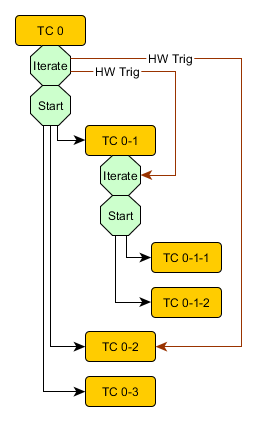 TC 0
Iterate
HW Trig
HW Trig
Start
TC 0-1
Iterate
Start
TC 0-1-1
TC 0-1-2
TC 0-2
TC 0-3